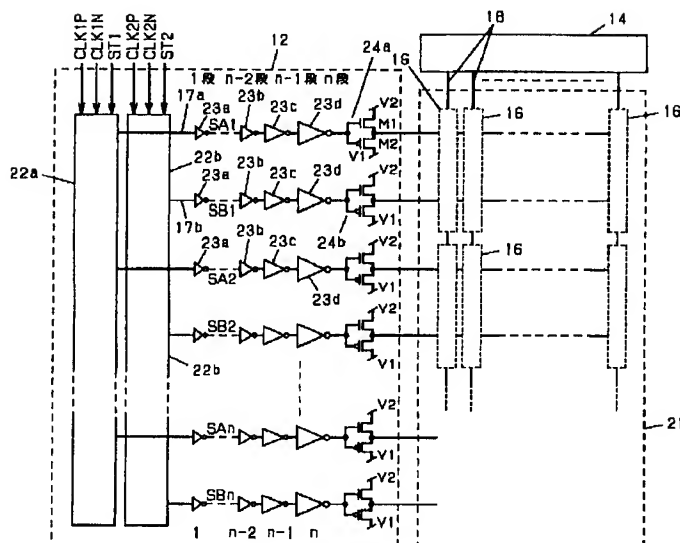 CLK1P
CLK1N
ST1
CLK2P
CLK2N
ST2
12
18
14
1段 n-2段 n-1段 n段
24a
16
17a
23a
SA1
23b
23c
23d
V2
M1
V1
M2
16
16
22a
22b
23a
23b
23c
23d
V2
SB1
17b
24b
V1
23a
23b
23c
V2
16
SA2
23d
V1
SB2
V2
22b
V1
21
SAn
V2
V1
SBn
V2
V1
1 n-2 n-1 n